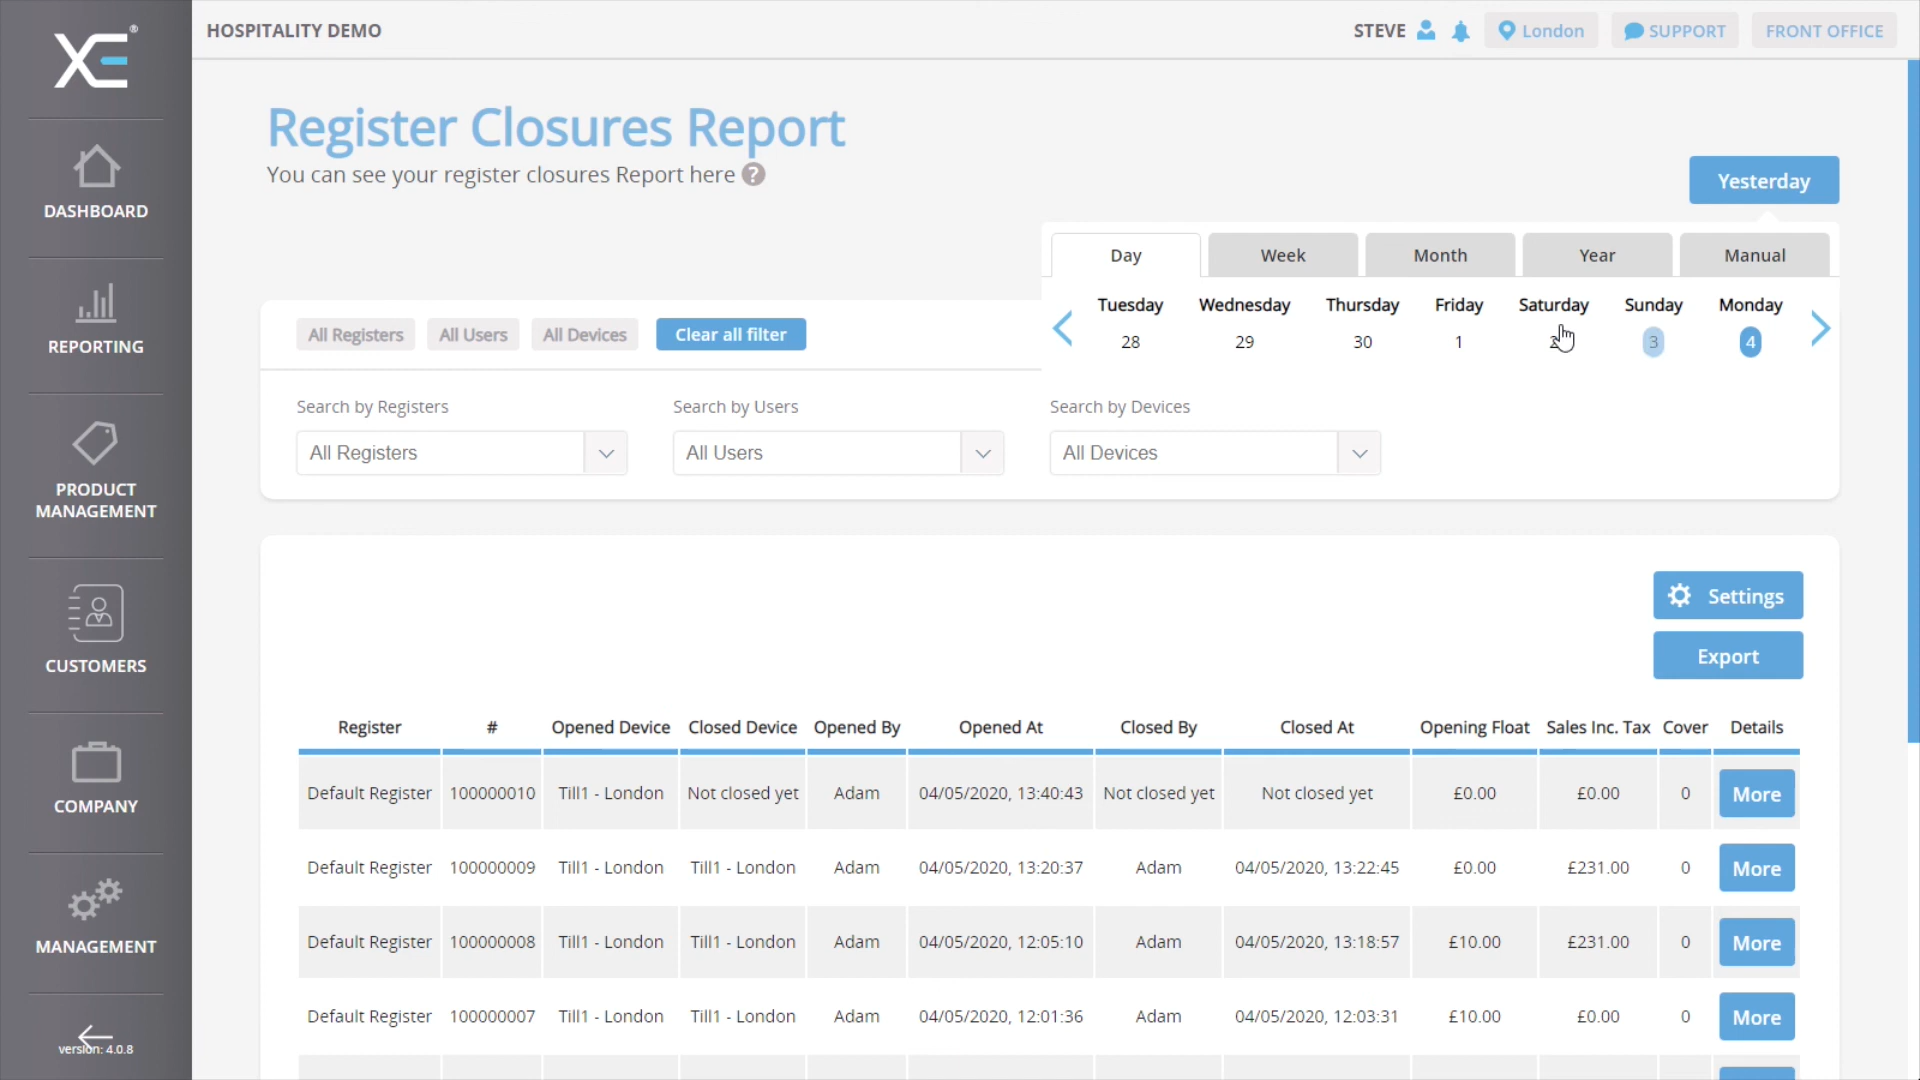 XE®
HOSPITALITY DEMO
STEVE
London
SUPPORT
FRONT OFFICE
DASHBOARD
REPORTING
PRODUCT
MANAGEMENT
CUSTOMERS
COMPANY
MANAGEMENT
version: 4.0.8
Register Closures Report
You can see your register closures Report here ?
Yesterday
Day Week Month Year Manual
Tuesday Wednesday Thursday Friday Saturday Sunday Monday
28 29 30 1 3 4
All Registers All Users All Devices Clear all filter
Search by Registers Search by Users Search by Devices
All Registers All Users All Devices
Settings
Export
Register # Opened Device Closed Device Opened By Opened At Closed By Closed At Opening Float Sales Inc. Tax Cover Details
Default Register 100000010 Till1 - London Not closed yet Adam 04/05/2020, 13:40:43 Not closed yet Not closed yet £0.00 £0.00 0 More
Default Register 100000009 Till1 - London Till1 - London Adam 04/05/2020, 13:20:37 Adam 04/05/2020, 13:22:45 £0.00 £231.00 0 More
Default Register 100000008 Till1 - London Till1 - London Adam 04/05/2020, 12:05:10 Adam 04/05/2020, 13:18:57 £10.00 £231.00 0 More
Default Register 100000007 Till1 - London Till1 - London Adam 04/05/2020, 12:01:36 Adam 04/05/2020, 12:03:31 £10.00 £0.00 0 More